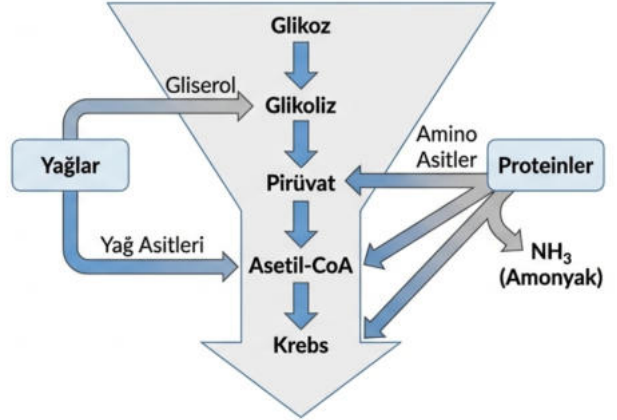 Glikoz
Gliserol
Glikoliz
Yağlar
Pirüvat
Amino
Asitler
Proteinler
Yağ Asitleri
Asetil-CoA
NH₃
(Amonyak)
Krebs